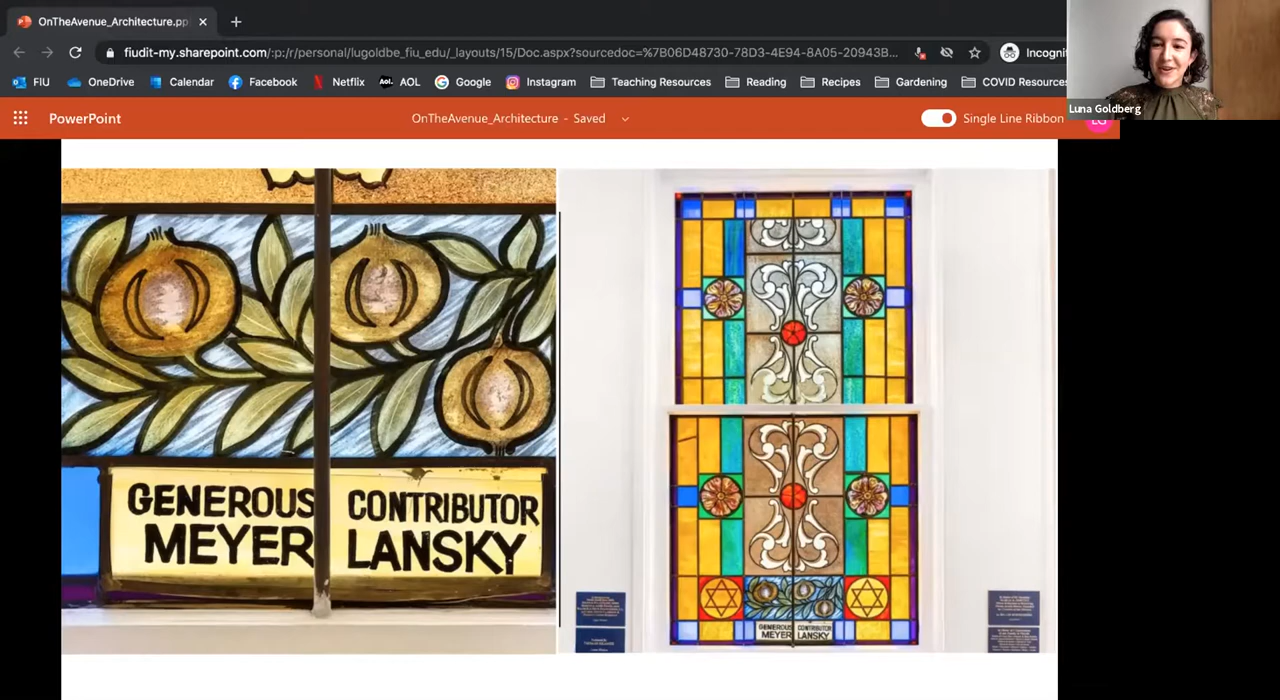 OnTheAvenue_Architecture.pp
fiudit-my.sharepoint.com/:p:/r/personal/lugoldbe_fiu_edu/_layouts/15/Doc.aspx?sourcedoc=%7B06D48730-78D3-4E94-8A05-20943B...
Incognit
FIU OneDrive Calendar Facebook Netflix AOL Google Instagram Teaching Resources Reading Recipes Gardening COVID Resources
Luna Goldberg
PowerPoint
OnTheAvenue_Architecture - Saved
Single Line Ribbon
LG
GENEROUS CONTRIBUTOR
MEYER LANSKY
GENEROUS CONTRIBUTOR
MEYER LANSKY